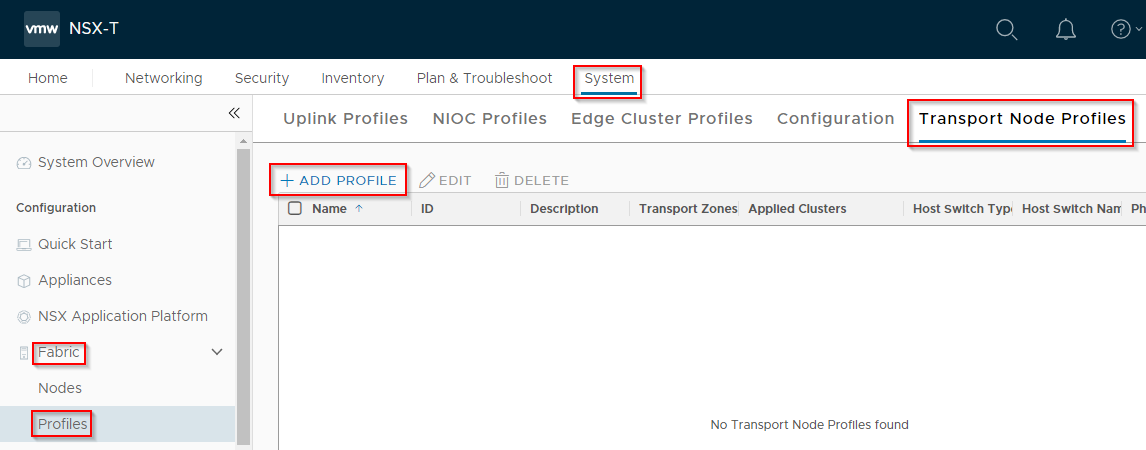 vmw NSX-T
Home Networking Security Inventory Plan & Troubleshoot System
Uplink Profiles NIOC Profiles Edge Cluster Profiles Configuration Transport Node Profiles
System Overview
+ ADD PROFILE EDIT DELETE
Configuration
Name ID Description Transport Zones Applied Clusters Host Switch Type Host Switch Nam Ph
Quick Start
Appliances
NSX Application Platform
Fabric
Nodes
Profiles
No Transport Node Profiles found